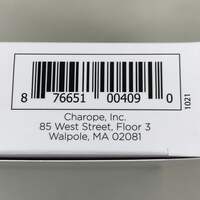 8 76651 00409 0
1021
Charope, Inc.
85 West Street, Floor 3
Walpole, MA 02081